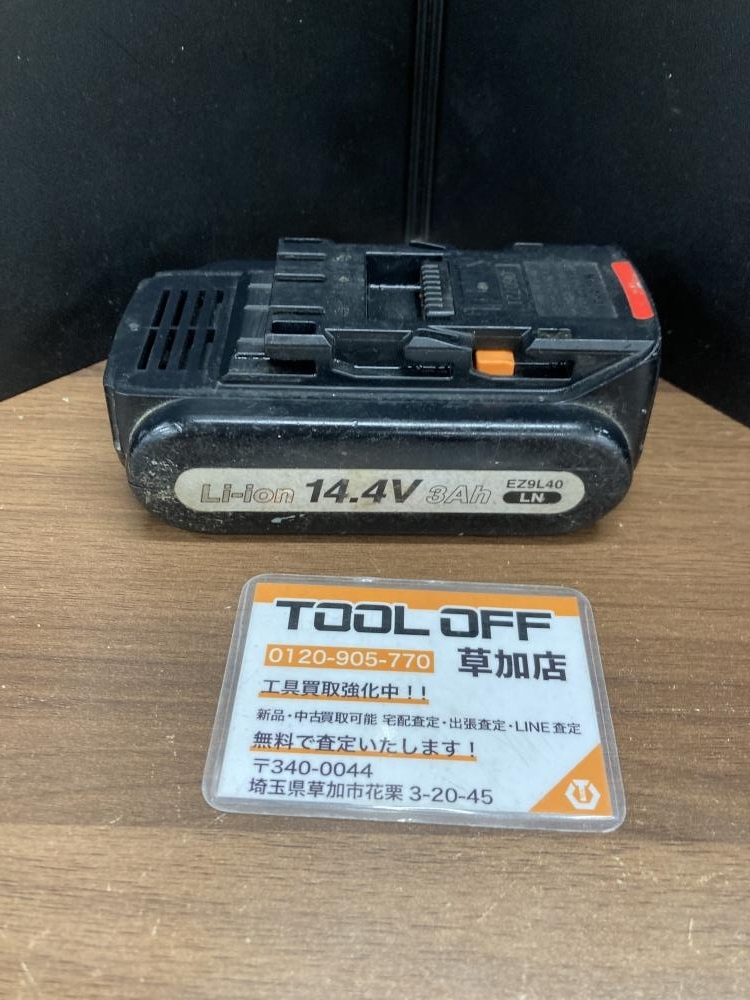 Li-ion 14.4V 3Ah EZ9L40
LN
TOOL OFF
0120-905-770 草加店
工具買取強化中!!
新品・中古買取可能 宅配査定・出張査定・LINE査定
無料で査定いたします!
〒340-0044
埼玉県草加市花栗 3-20-45